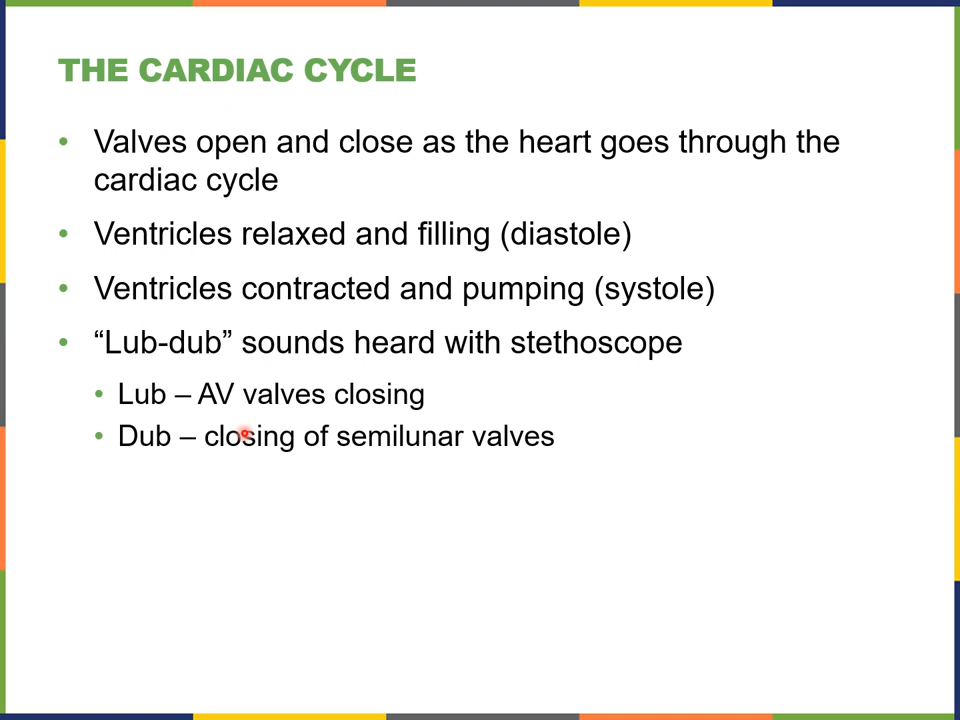 THE CARDIAC CYCLE
• Valves open and close as the heart goes through the
cardiac cycle
• Ventricles relaxed and filling (diastole)
• Ventricles contracted and pumping (systole)
• “Lub-dub” sounds heard with stethoscope
• Lub – AV valves closing
• Dub – closing of semilunar valves